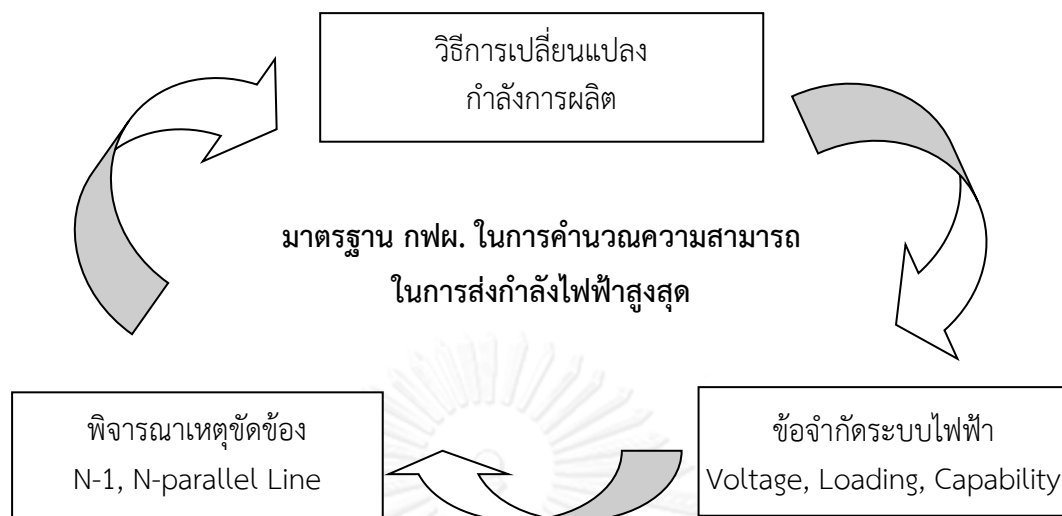 วิธีการเปลี่ยนแปลง
กำลังการผลิต
มาตรฐาน กฟผ. ในการคำนวณความสามารถ
ในการส่งกำลังไฟฟ้าสูงสุด
พิจารณาเหตุขัดข้อง
N-1, N-parallel Line
ข้อจำกัดระบบไฟฟ้า
Voltage, Loading, Capability